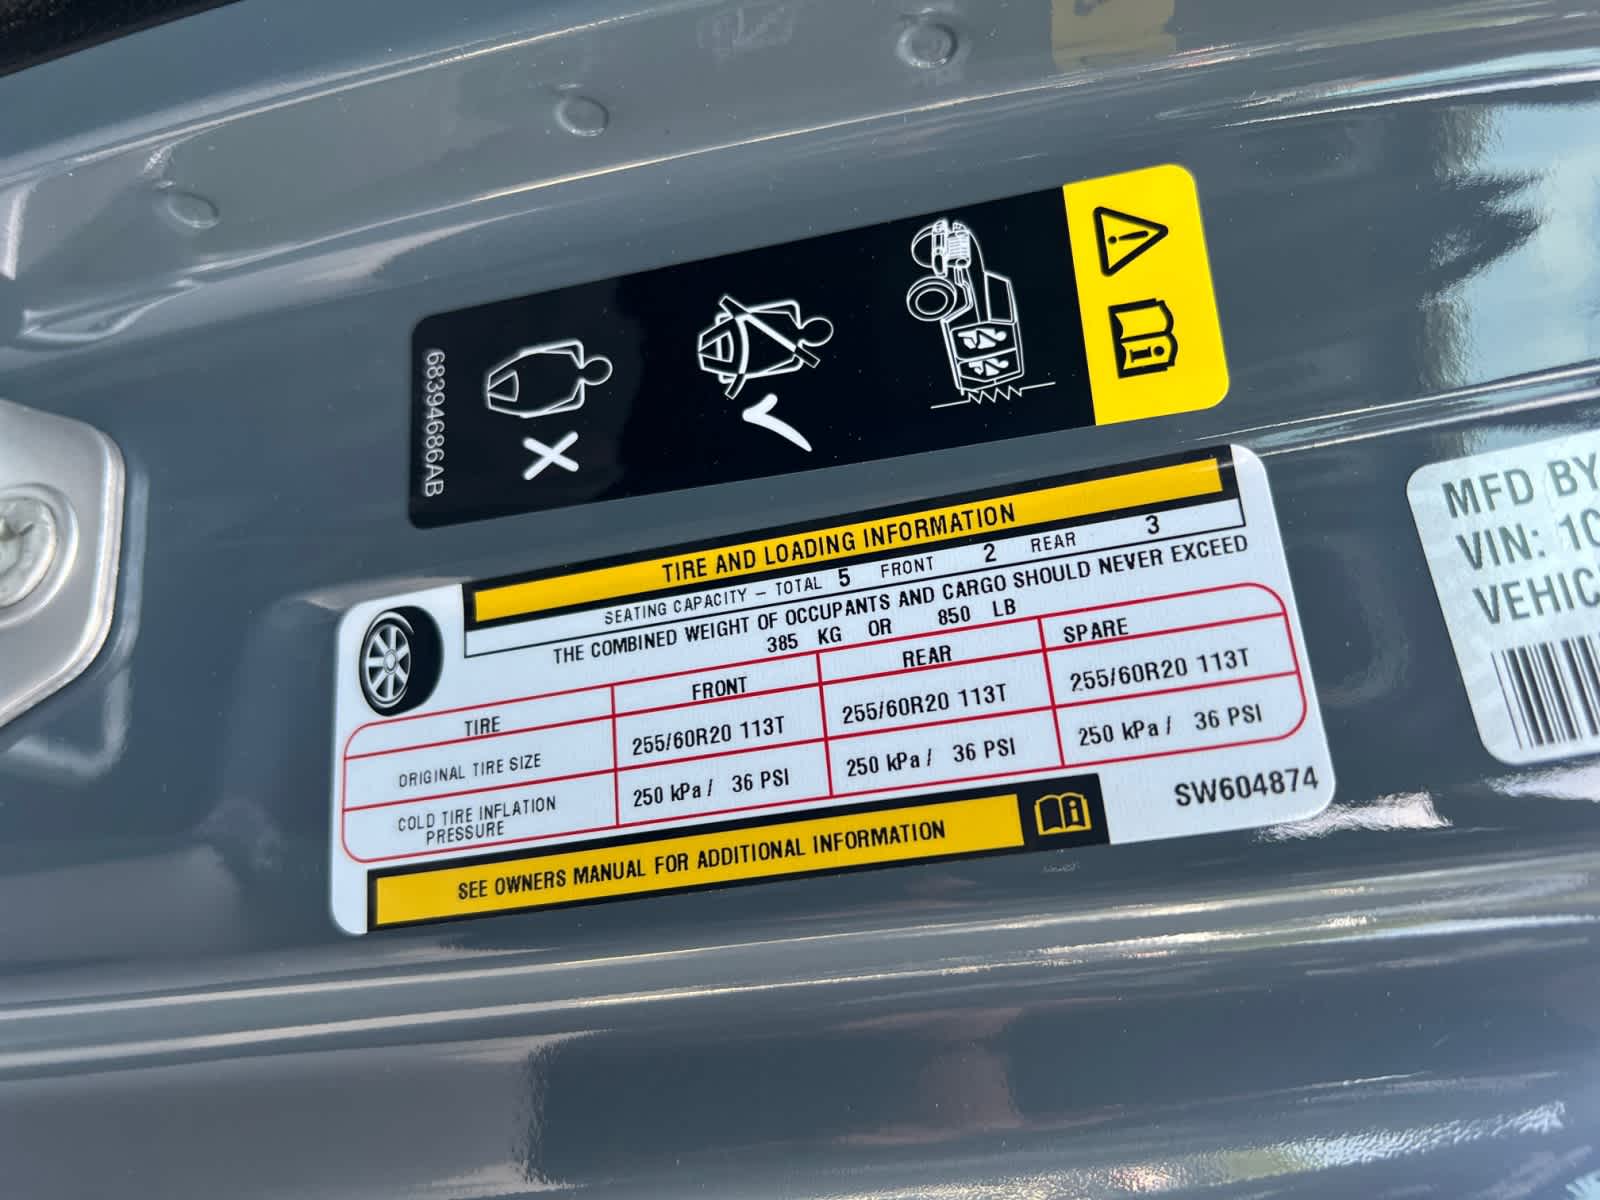 68394686AB
TIRE AND LOADING INFORMATION
SEATING CAPACITY – TOTAL 5 FRONT 2 REAR 3
THE COMBINED WEIGHT OF OCCUPANTS AND CARGO SHOULD NEVER EXCEED
385 KG OR 850 LB
TIRE FRONT REAR SPARE
ORIGINAL TIRE SIZE 255/60R20 113T 255/60R20 113T 255/60R20 113T
COLD TIRE INFLATION PRESSURE 250 kPa / 36 PSI 250 kPa / 36 PSI 250 kPa / 36 PSI
SEE OWNERS MANUAL FOR ADDITIONAL INFORMATION
SW604874
MFD BY
VIN: 1C
VEHIC